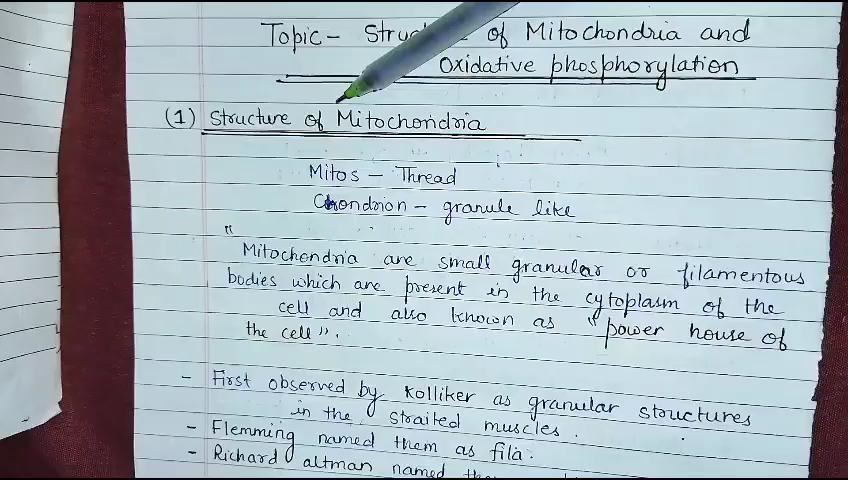 Topic - Struc of Mitochondria and
Oxidative phosphorylation
(1) Structure of Mitochondria
Mitos - Thread
Chondrion - granule like
"Mitochondria are small granular or filamentous
bodies which are present in the cytoplasm of the
cell and also known as "power house of
the cell".
- First observed by Kolliker as granular structures
in the straited muscles.
- Flemming named them as fila.
- Richard altman named